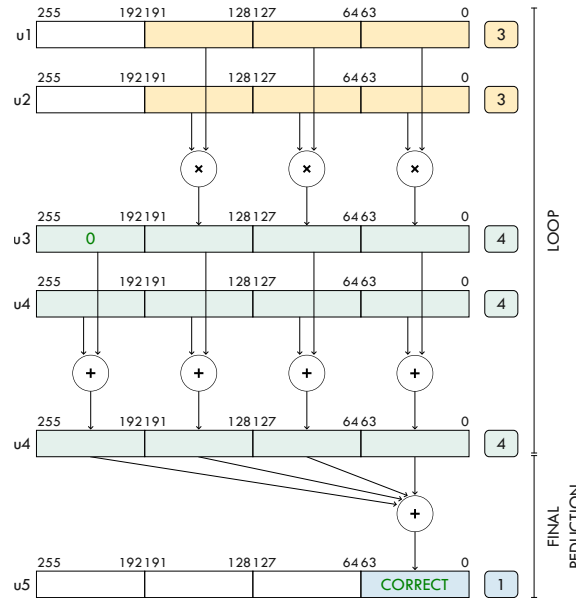 255 192 191 128 127 64 63 0
u1 3
255 192 191 128 127 64 63 0
u2 3
× × ×
255 192 191 128 127 64 63 0
u3 0 4
LOOP
255 192 191 128 127 64 63 0
u4 4
+ + + +
255 192 191 128 127 64 63 0
u4 4
+
FINAL
REDUCTION
255 192 191 128 127 64 63 0
u5 CORRECT 1